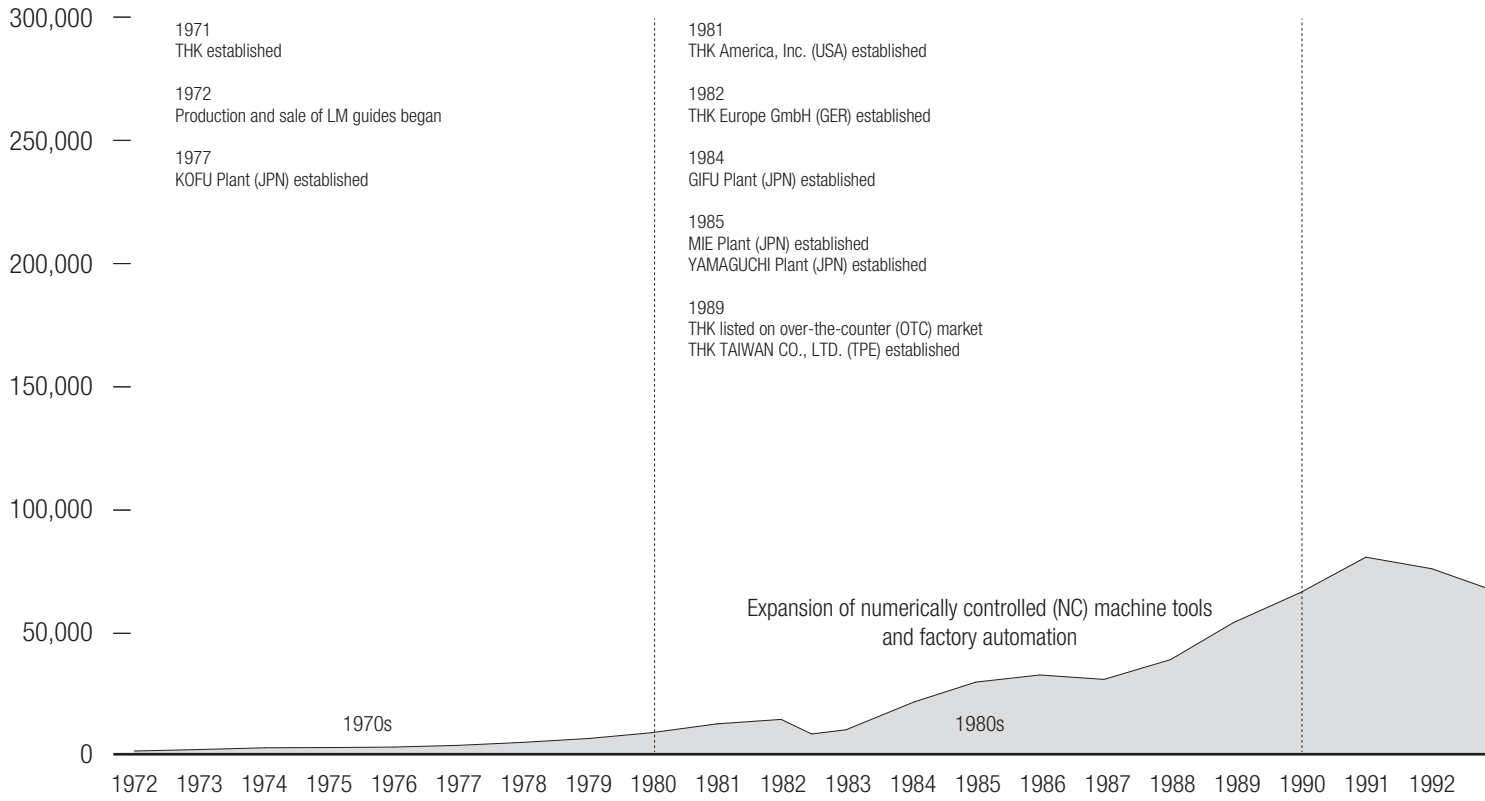 300,000
250,000
200,000
150,000
100,000
50,000
0
1971
THK established
1972
Production and sale of LM guides began
1977
KOFU Plant (JPN) established
1981
THK America, Inc. (USA) established
1982
THK Europe GmbH (GER) established
1984
GIFU Plant (JPN) established
1985
MIE Plant (JPN) established
YAMAGUCHI Plant (JPN) established
1989
THK listed on over-the-counter (OTC) market
THK TAIWAN CO., LTD. (TPE) established
Expansion of numerically controlled (NC) machine tools
and factory automation
1970s
1980s
1972 1973 1974 1975 1976 1977 1978 1979 1980 1981 1982 1983 1984 1985 1986 1987 1988 1989 1990 1991 1992